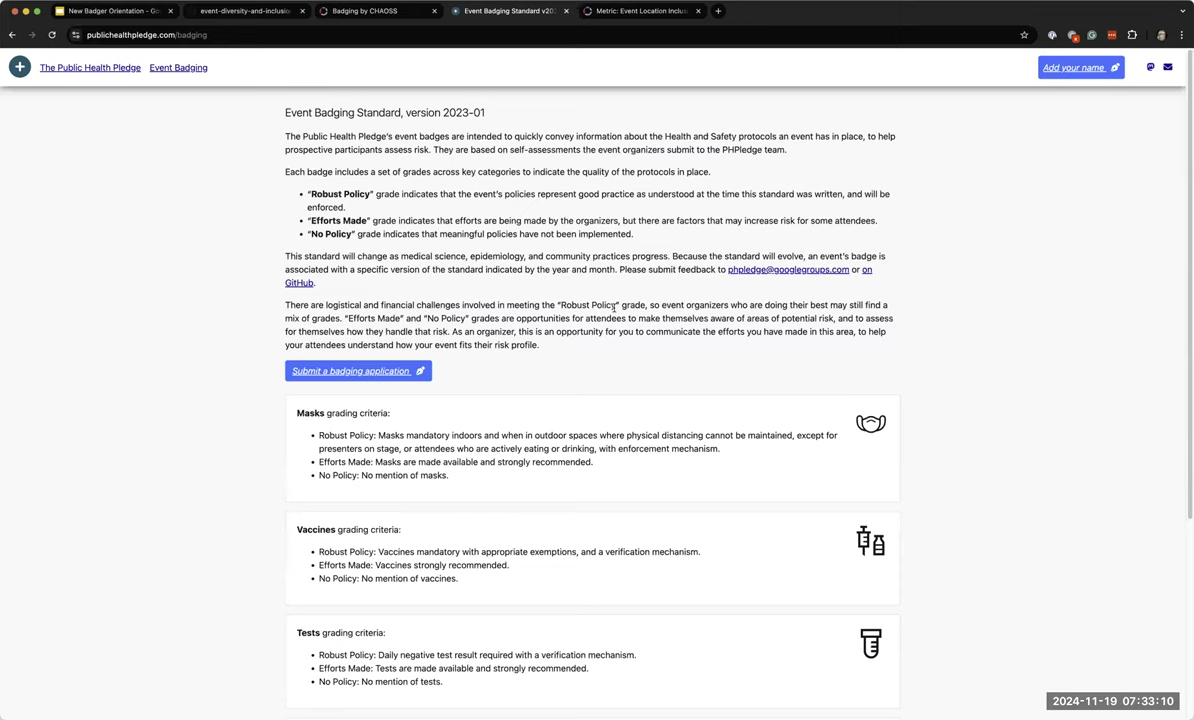 New Badger Orientation - Go
event-diversity-and-inclusio
Badging by CHAOSS
Event Badging Standard v202
Metric: Event Location Inclus
publichealthpledge.com/badging
The Public Health Pledge
Event Badging
Add your name
Event Badging Standard, version 2023-01
The Public Health Pledge's event badges are intended to quickly convey information about the Health and Safety protocols an event has in place, to help
prospective participants assess risk. They are based on self-assessments the event organizers submit to the PHPledge team.
Each badge includes a set of grades across key categories to indicate the quality of the protocols in place.
• “Robust Policy” grade indicates that the event's policies represent good practice as understood at the time this standard was written, and will be
enforced.
• “Efforts Made” grade indicates that efforts are being made by the organizers, but there are factors that may increase risk for some attendees.
• “No Policy” grade indicates that meaningful policies have not been implemented.
This standard will change as medical science, epidemiology, and community practices progress. Because the standard will evolve, an event's badge is
associated with a specific version of the standard indicated by the year and month. Please submit feedback to phpledge@googlegroups.com or on
GitHub.
There are logistical and financial challenges involved in meeting the “Robust Policy” grade, so event organizers who are doing their best may still find a
mix of grades. “Efforts Made” and “No Policy” grades are opportunities for attendees to make themselves aware of areas of potential risk, and to assess
for themselves how they handle that risk. As an organizer, this is an opportunity for you to communicate the efforts you have made in this area, to help
your attendees understand how your event fits their risk profile.
Submit a badging application
Masks grading criteria:
• Robust Policy: Masks mandatory indoors and when in outdoor spaces where physical distancing cannot be maintained, except for
presenters on stage, or attendees who are actively eating or drinking, with enforcement mechanism.
• Efforts Made: Masks are made available and strongly recommended.
• No Policy: No mention of masks.
Vaccines grading criteria:
• Robust Policy: Vaccines mandatory with appropriate exemptions, and a verification mechanism.
• Efforts Made: Vaccines strongly recommended.
• No Policy: No mention of vaccines.
Tests grading criteria:
• Robust Policy: Daily negative test result required with a verification mechanism.
• Efforts Made: Tests are made available and strongly recommended.
• No Policy: No mention of tests.
2024-11-19 07:33:10